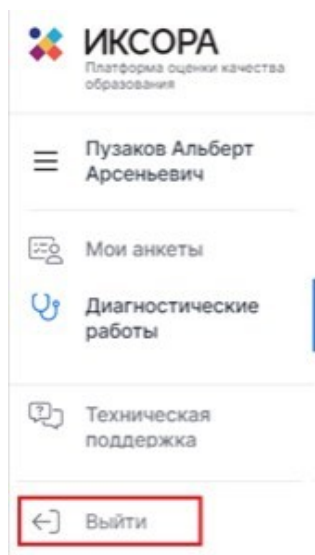 ИКСОРА
Платформа оценки качества
образования
Пузаков Альберт
Арсеньевич
Мои анкеты
Диагностические
работы
Техническая
поддержка
Выйти